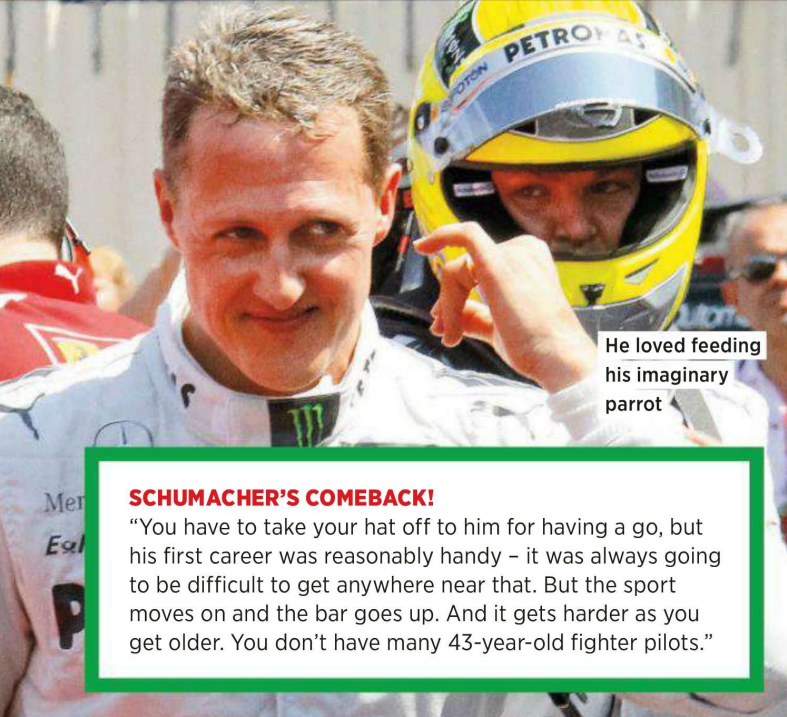 PETRONAS
He loved feeding
his imaginary
parrot
SCHUMACHER'S COMEBACK!
“You have to take your hat off to him for having a go, but
his first career was reasonably handy – it was always going
to be difficult to get anywhere near that. But the sport
moves on and the bar goes up. And it gets harder as you
get older. You don't have many 43-year-old fighter pilots.”
Mer